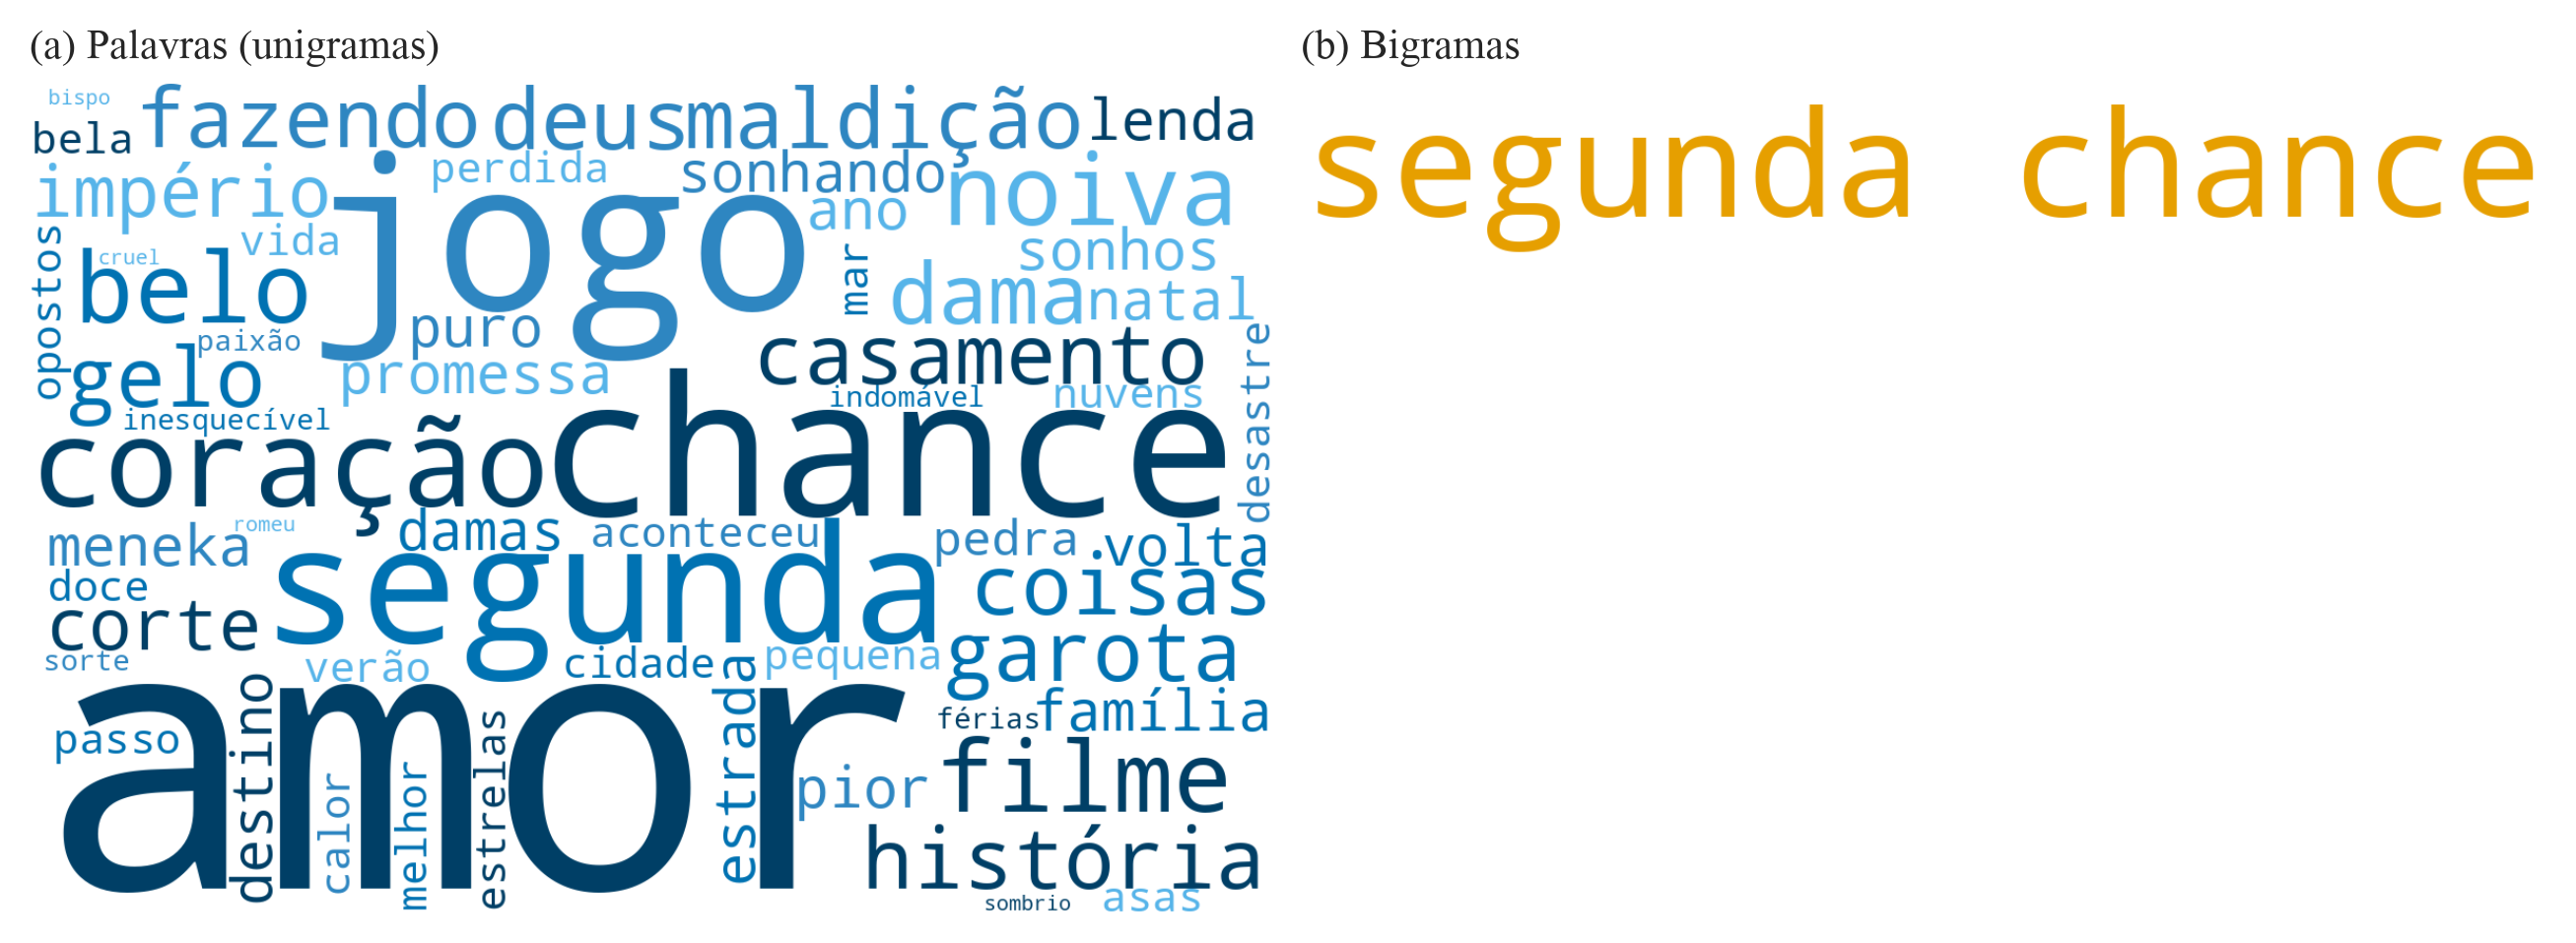 (a) Palavras (unigramas)
(b) Bigramas
bispo
fazendo
deus
maldição
lenda
bela
segunda chance
império
perdida
sonhando
noiva
jogo
ano
opostos
vida
cruel
belo
mar
sonhos
dama
natal
puro
paixão
gelo
promessa
casamento
desastre
indomável
nuvens
inesquecível
coração
chance
meneka
romeu
damas
aconteceu
pedra
volta
doce
segunda
coisas
corte
sorte
verão
cidade
pequena
garota
amor
destino
estrada
férias
família
passo
calor
melhor
estrelas
pior
filme
história
sombrio
asas